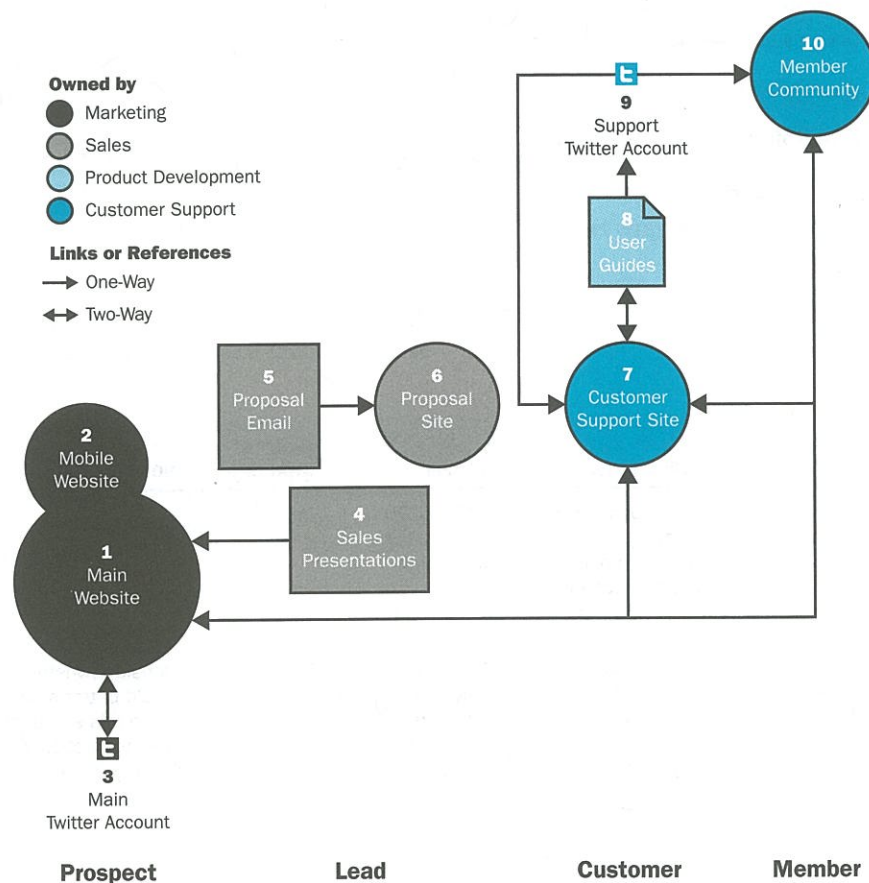 10
Member
Community
Owned by
Marketing
Sales
Product Development
Customer Support
Links or References
One-Way
Two-Way
t
9
Support
Twitter Account
8
User
Guides
5
Proposal
Email
6
Proposal
Site
7
Customer
Support Site
2
Mobile
Website
4
Sales
Presentations
1
Main
Website
t
3
Main
Twitter Account
Prospect
Lead
Customer
Member